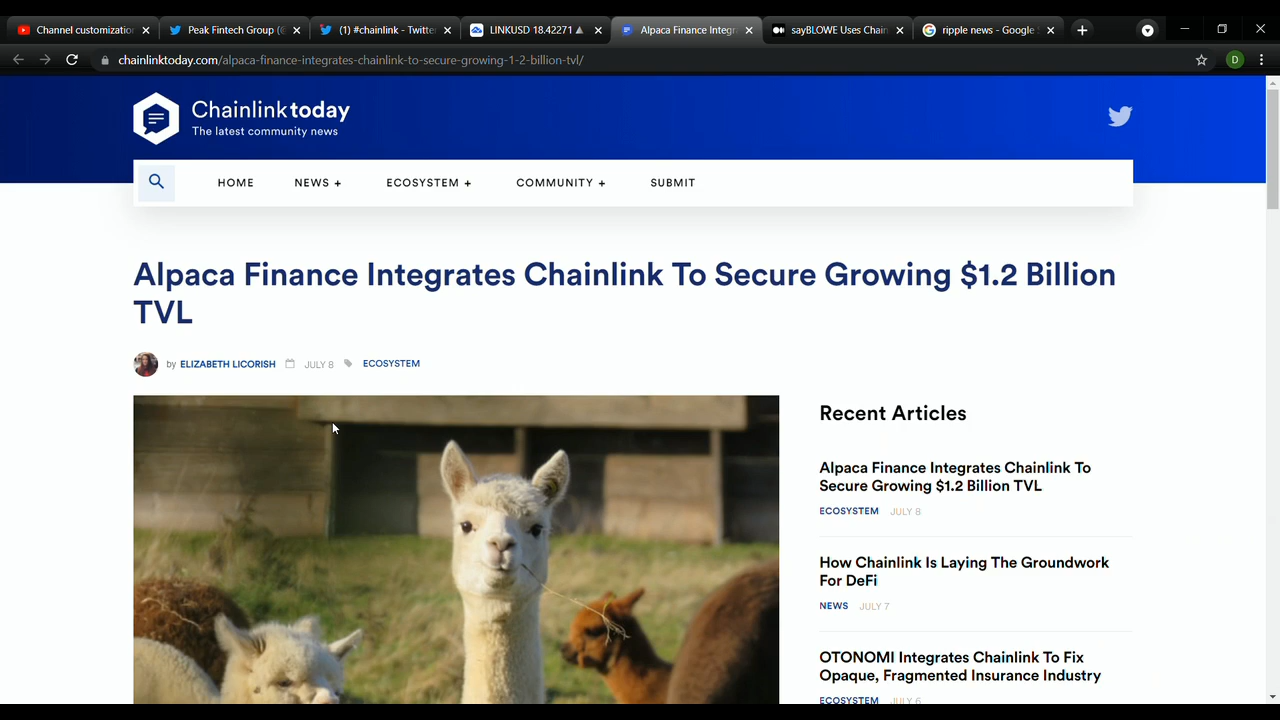 Channel customization
Peak Fintech Group (@
(1) #chainlink - Twitter
LINKUSD 18.42271 ▲
Alpaca Finance Integra
sayBLOWE Uses Chain
ripple news - Google S
chainlinktoday.com/alpaca-finance-integrates-chainlink-to-secure-growing-1-2-billion-tvl/
D
Chainlink today
The latest community news
HOME NEWS + ECOSYSTEM + COMMUNITY + SUBMIT
Alpaca Finance Integrates Chainlink To Secure Growing $1.2 Billion
TVL
by ELIZABETH LICORISH JULY 8 ECOSYSTEM
Recent Articles
Alpaca Finance Integrates Chainlink To
Secure Growing $1.2 Billion TVL
ECOSYSTEM JULY 8
How Chainlink Is Laying The Groundwork
For DeFi
NEWS JULY 7
OTONOMI Integrates Chainlink To Fix
Opaque, Fragmented Insurance Industry
ECOSYSTEM JULY 6